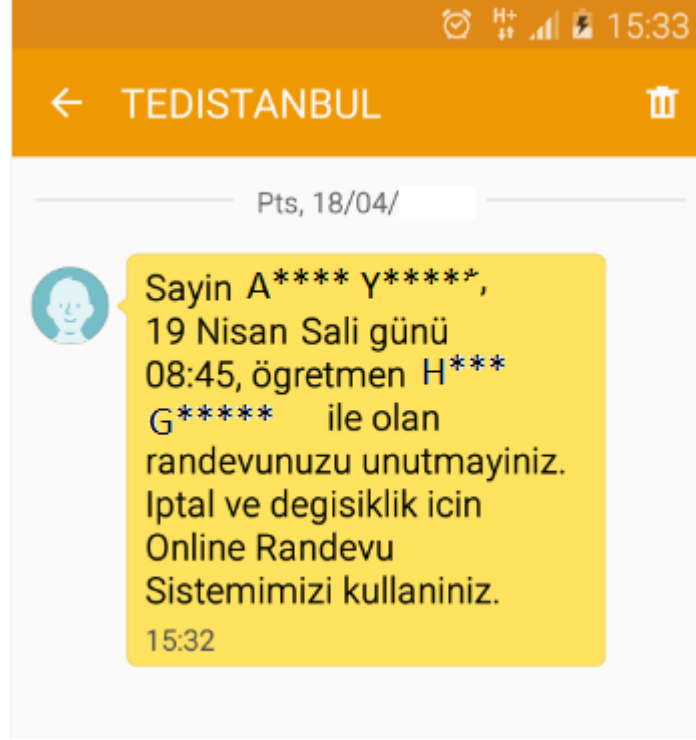 H+ 15:33
TEDISTANBUL
Pts, 18/04/
Sayin A**** Y*****,
19 Nisan Sali günü
08:45, ögretmen H***
G***** ile olan
randevunuzu unutmayiniz.
Iptal ve degisiklik icin
Online Randevu
Sistemimizi kullaniniz.
15:32